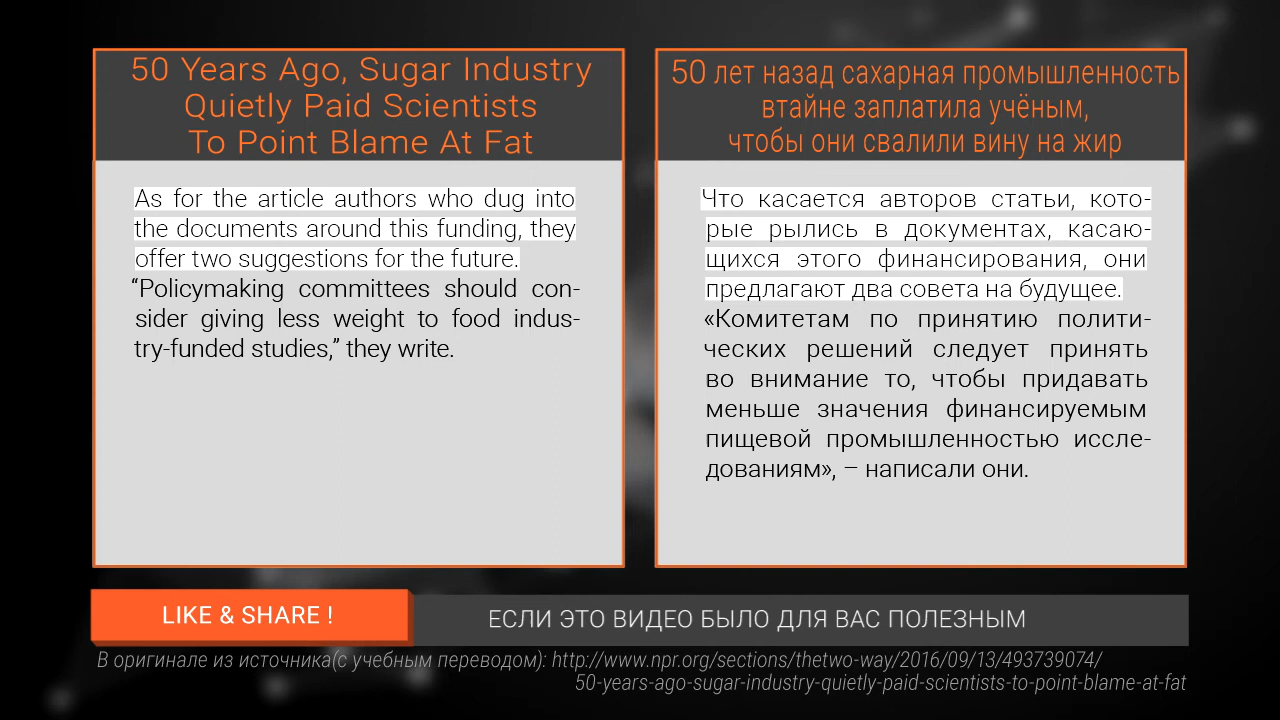 50 Years Ago, Sugar Industry
Quietly Paid Scientists
To Point Blame At Fat
As for the article authors who dug into
the documents around this funding, they
offer two suggestions for the future.
“Policymaking committees should con-
sider giving less weight to food indus-
try-funded studies,” they write.
50 лет назад сахарная промышленность
втайне заплатила учёным,
чтобы они свалили вину на жир
Что касается авторов статьи, кото-
рые рылись в документах, касаю-
щихся этого финансирования, они
предлагают два совета на будущее.
«Комитетам по принятию полити-
ческих решений следует принять
во внимание то, чтобы придавать
меньше значения финансируемым
пищевой промышленностью иссле-
дованиям», – написали они.
LIKE & SHARE !
ЕСЛИ ЭТО ВИДЕО БЫЛО ДЛЯ ВАС ПОЛЕЗНЫМ
В оригинале из источника(с учебным переводом): http://www.npr.org/sections/thetwo-way/2016/09/13/493739074/
50-years-ago-sugar-industry-quietly-paid-scientists-to-point-blame-at-fat